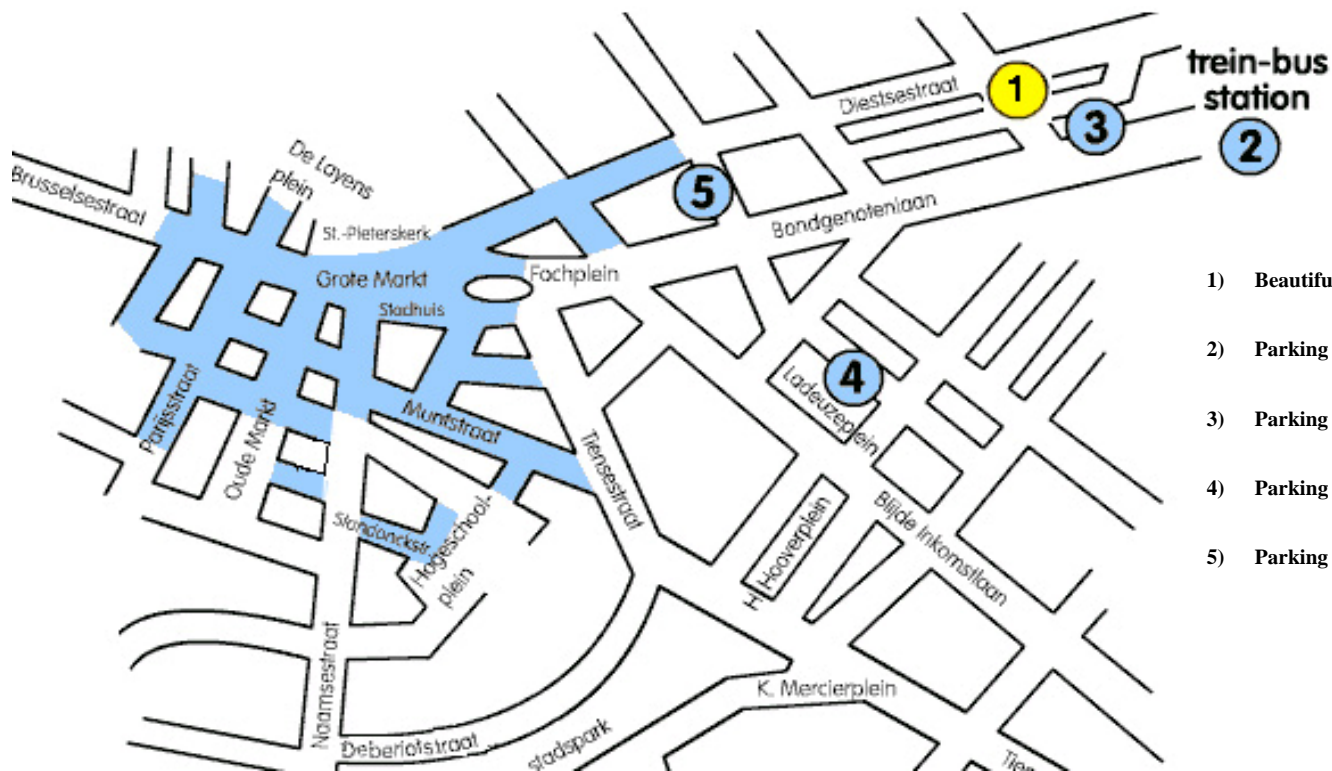 trein-bus
station
1
2
3
Diestsestraat
5
De Layens
plein
Brusselsestraat
St.-Pieterskerk
Bondgenotenlaan
Grote Markt
Fochplein
Stadhuis
4
Ladeuzeplein
Parijsstraat
Oude Markt
Muntstraat
Tiensestraat
Standonckstr.
Hogeschool-
plein
Hooverplein
H
Blijde Inkomstlaan
Naamsestraat
K. Mercierplein
Deberiotstraat
stadspark
1) Beautifu
2) Parking
3) Parking
4) Parking
5) Parking